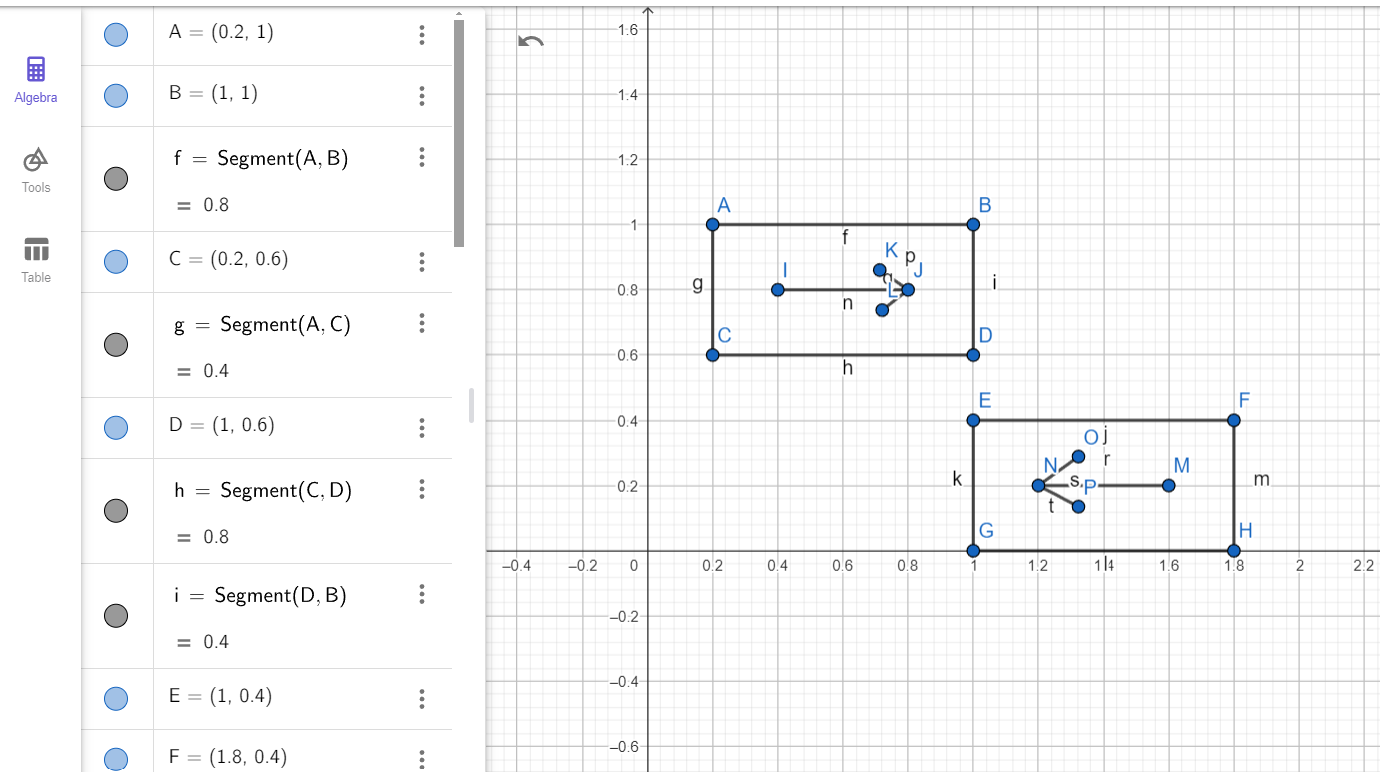 Algebra
Tools
Table
A = (0.2, 1)
B = (1, 1)
f = Segment(A, B)
= 0.8
C = (0.2, 0.6)
g = Segment(A, C)
= 0.4
D = (1, 0.6)
h = Segment(C, D)
= 0.8
i = Segment(D, B)
= 0.4
E = (1, 0.4)
F = (1.8, 0.4)
1.6
1.4
1.2
1
0.8
0.6
0.4
0.2
−0.2
−0.4
−0.6
−0.4 −0.2 0 0.2 0.4 0.6 0.8 1 1.2 1.4 1.6 1.8 2 2.2
A B
f
K p
I J
g q i
L
n
C D
h
E F
O j
N r M
k s P m
t
G H